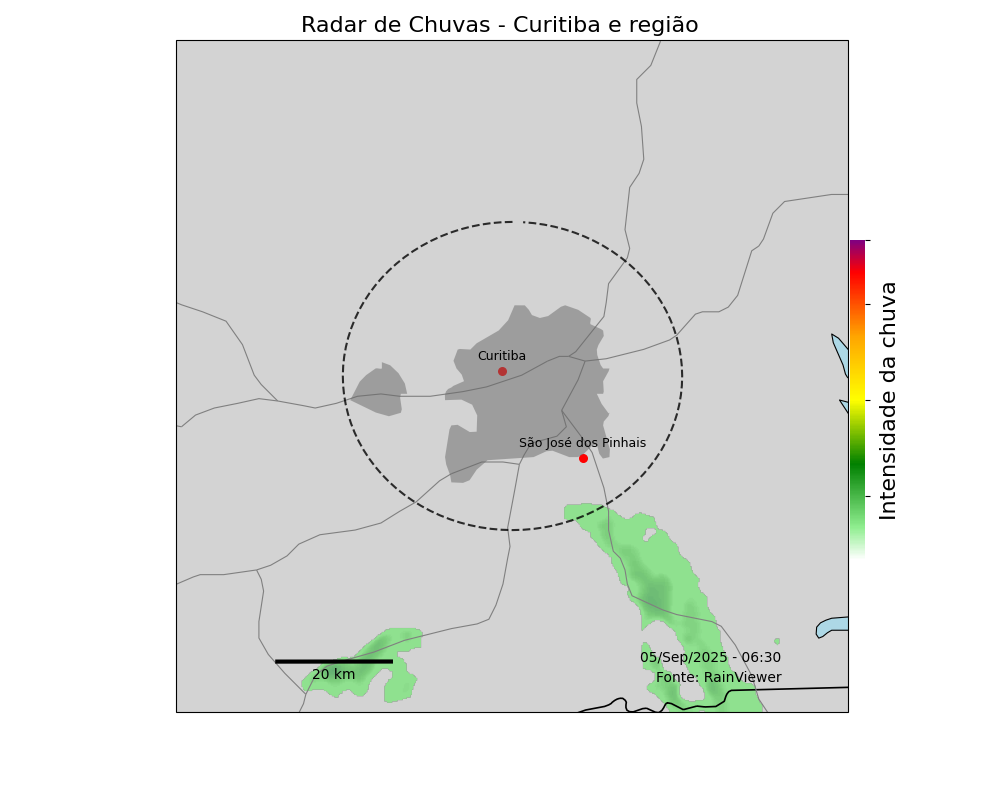 Radar de Chuvas - Curitiba e região
Curitiba
São José dos Pinhais
Intensidade da chuva
05/Sep/2025 - 06:30
Fonte: RainViewer
20 km